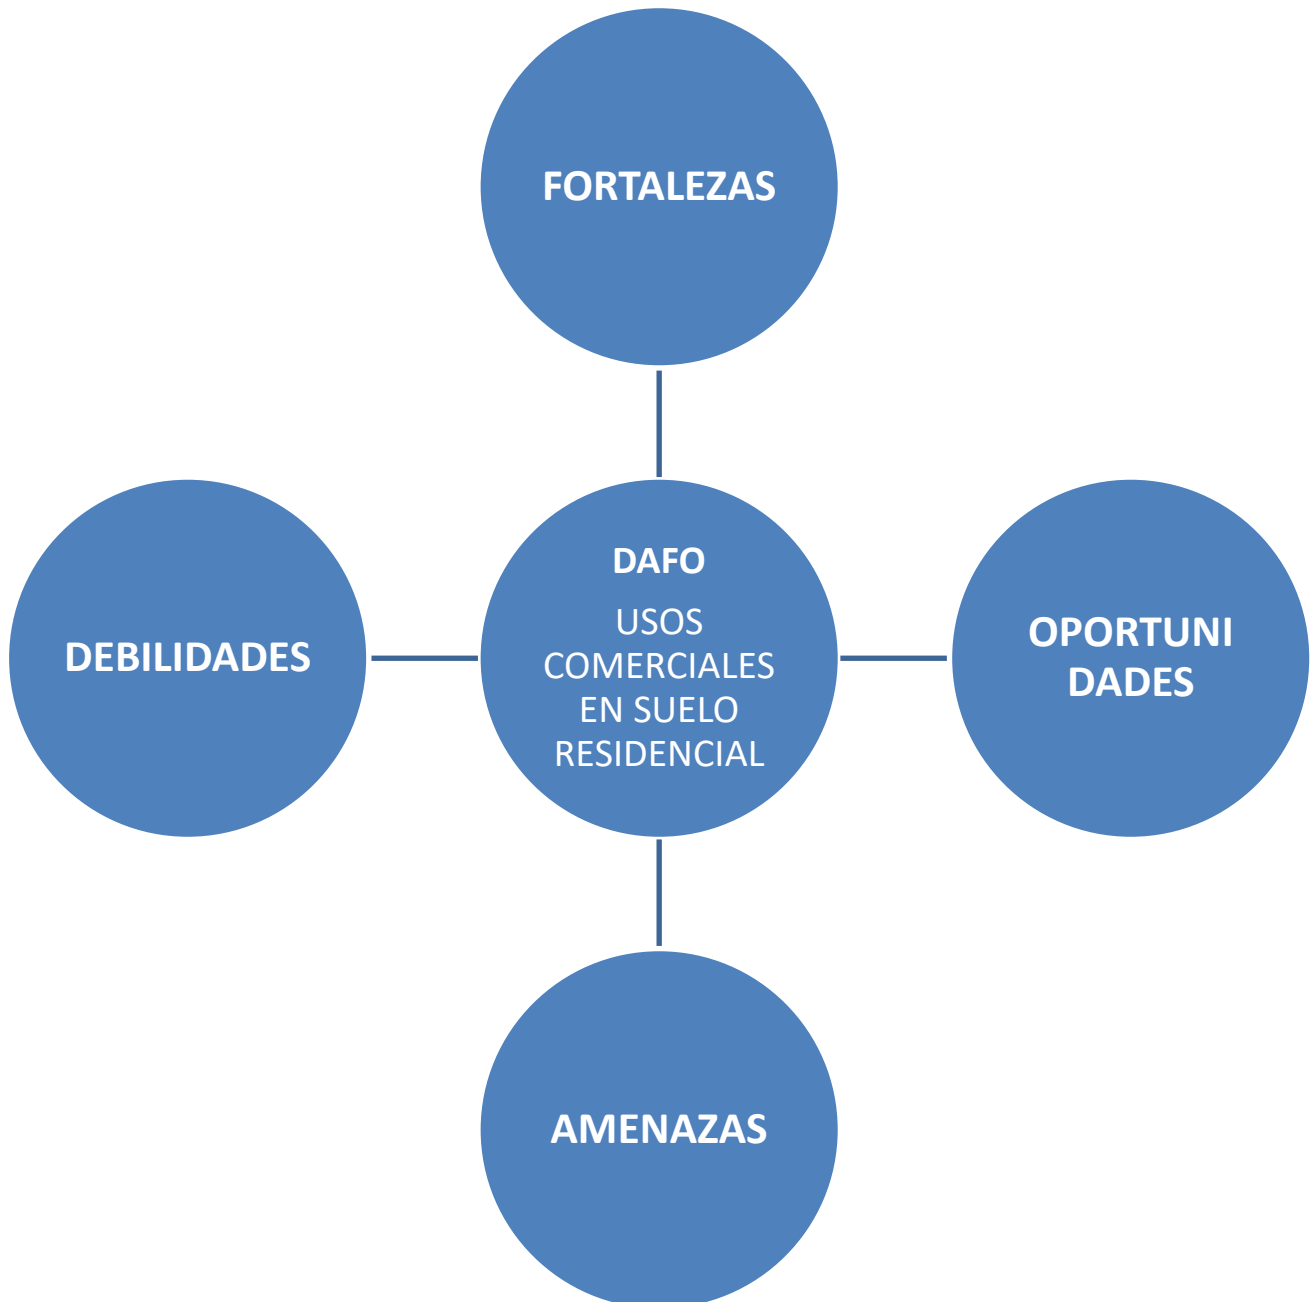 FORTALEZAS
DEBILIDADES
DAFO
USOS
COMERCIALES
EN SUELO
RESIDENCIAL
OPORTUNI
DADES
AMENAZAS